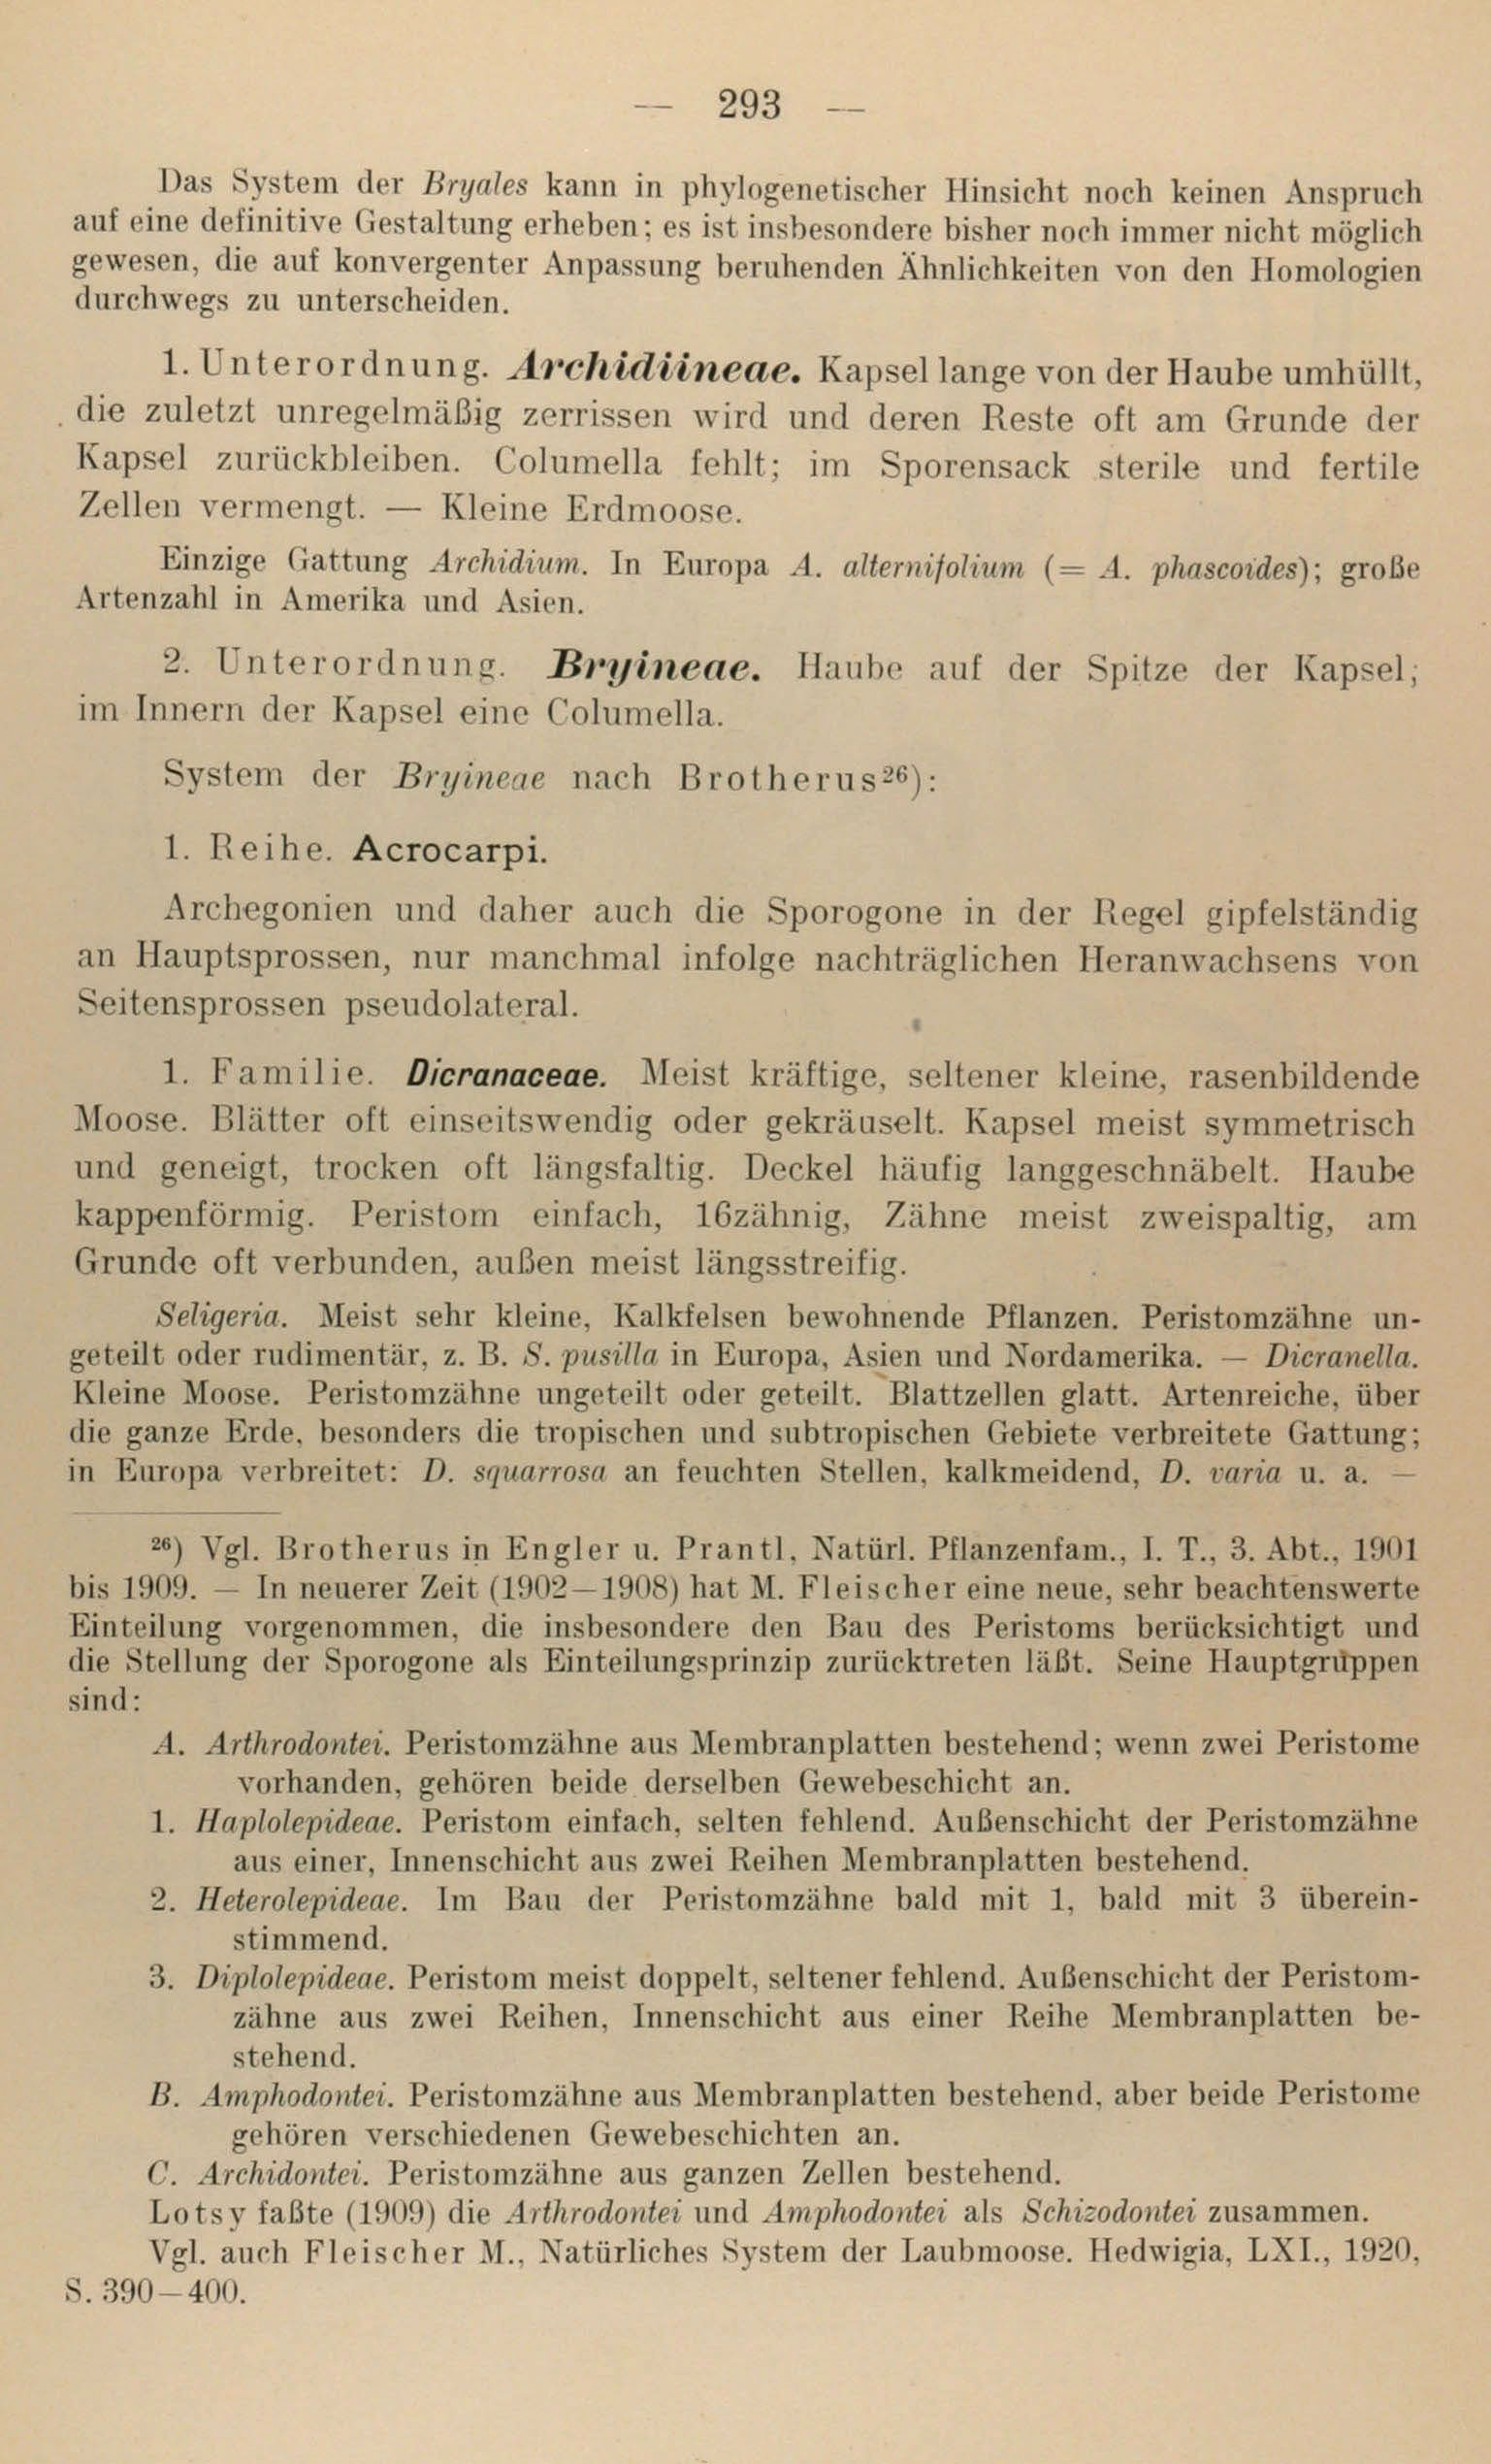 — 293 —
Das System der Bryales kann in phylogenetischer Hinsicht noch keinen Anspruch
auf eine definitive Gestaltung erheben; es ist insbesondere bisher noch immer nicht möglich
gewesen, die auf konvergenter Anpassung beruhenden Ähnlichkeiten von den Homologien
durchwegs zu unterscheiden.
1. Unterordnung. Archidiineae. Kapsel lange von der Haube umhüllt,
die zuletzt unregelmäßig zerrissen wird und deren Reste oft am Grunde der
Kapsel zurückbleiben. Columella fehlt; im Sporensack sterile und fertile
Zellen vermengt. — Kleine Erdmoose.
Einzige Gattung Archidium. In Europa A. alternifolium (= A. phascoides); große
Artenzahl in Amerika und Asien.
2. Unterordnung. Bryineae. Haube auf der Spitze der Kapsel;
im Innern der Kapsel eine Columella.
System der Bryineae nach Brotherus²⁶):
1. Reihe. Acrocarpi.
Archegonien und daher auch die Sporogone in der Regel gipfelständig
an Hauptsprossen, nur manchmal infolge nachträglichen Heranwachsens von
Seitensprossen pseudolateral.
1. Familie. Dicranaceae. Meist kräftige, seltener kleine, rasenbildende
Moose. Blätter oft einseitswendig oder gekräuselt. Kapsel meist symmetrisch
und geneigt, trocken oft längsfaltig. Deckel häufig langgeschnäbelt. Haube
kappenförmig. Peristom einfach, 16zähnig, Zähne meist zweispaltig, am
Grunde oft verbunden, außen meist längsstreifig.
Seligeria. Meist sehr kleine, Kalkfelsen bewohnende Pflanzen. Peristomzähne un-
geteilt oder rudimentär, z. B. S. pusilla in Europa, Asien und Nordamerika. — Dicranella.
Kleine Moose. Peristomzähne ungeteilt oder geteilt. Blattzellen glatt. Artenreiche, über
die ganze Erde, besonders die tropischen und subtropischen Gebiete verbreitete Gattung;
in Europa verbreitet: D. squarrosa an feuchten Stellen, kalkmeidend, D. varia u. a. —
²⁶) Vgl. Brotherus in Engler u. Prantl, Natürl. Pflanzenfam., I. T., 3. Abt., 1901
bis 1909. — In neuerer Zeit (1902—1908) hat M. Fleischer eine neue, sehr beachtenswerte
Einteilung vorgenommen, die insbesondere den Bau des Peristoms berücksichtigt und
die Stellung der Sporogone als Einteilungsprinzip zurücktreten läßt. Seine Hauptgruppen
sind:
A. Arthrodontei. Peristomzähne aus Membranplatten bestehend; wenn zwei Peristome
vorhanden, gehören beide derselben Gewebeschicht an.
1. Haplolepideae. Peristom einfach, selten fehlend. Außenschicht der Peristomzähne
aus einer, Innenschicht aus zwei Reihen Membranplatten bestehend.
2. Heterolepideae. Im Bau der Peristomzähne bald mit 1, bald mit 3 überein-
stimmend.
3. Diplolepideae. Peristom meist doppelt, seltener fehlend. Außenschicht der Peristom-
zähne aus zwei Reihen, Innenschicht aus einer Reihe Membranplatten be-
stehend.
B. Amphodontei. Peristomzähne aus Membranplatten bestehend, aber beide Peristome
gehören verschiedenen Gewebeschichten an.
C. Archidontei. Peristomzähne aus ganzen Zellen bestehend.
Lotsy faßte (1909) die Arthrodontei und Amphodontei als Schizodontei zusammen.
Vgl. auch Fleischer M., Natürliches System der Laubmoose. Hedwigia, LXI., 1920,
S. 390—400.